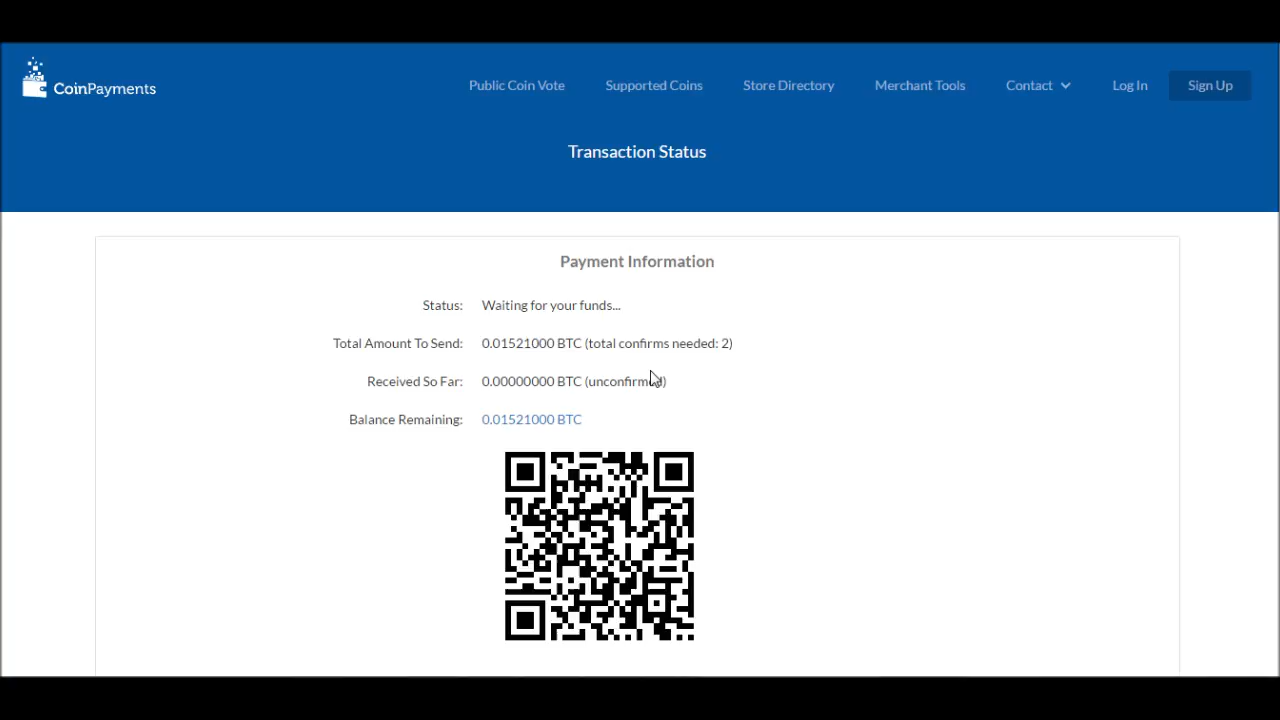 CoinPayments
Public Coin Vote Supported Coins Store Directory Merchant Tools Contact Log In Sign Up
Transaction Status
Payment Information
Status: Waiting for your funds...
Total Amount To Send: 0.01521000 BTC (total confirms needed: 2)
Received So Far: 0.00000000 BTC (unconfirmed)
Balance Remaining: 0.01521000 BTC